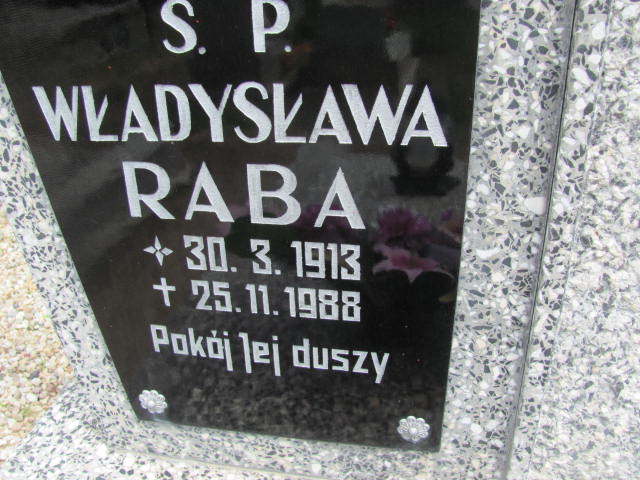 S. P.
WŁADYSŁAWA
RABA
30. 3. 1913
25. 11. 1988
Pokój Jej duszy